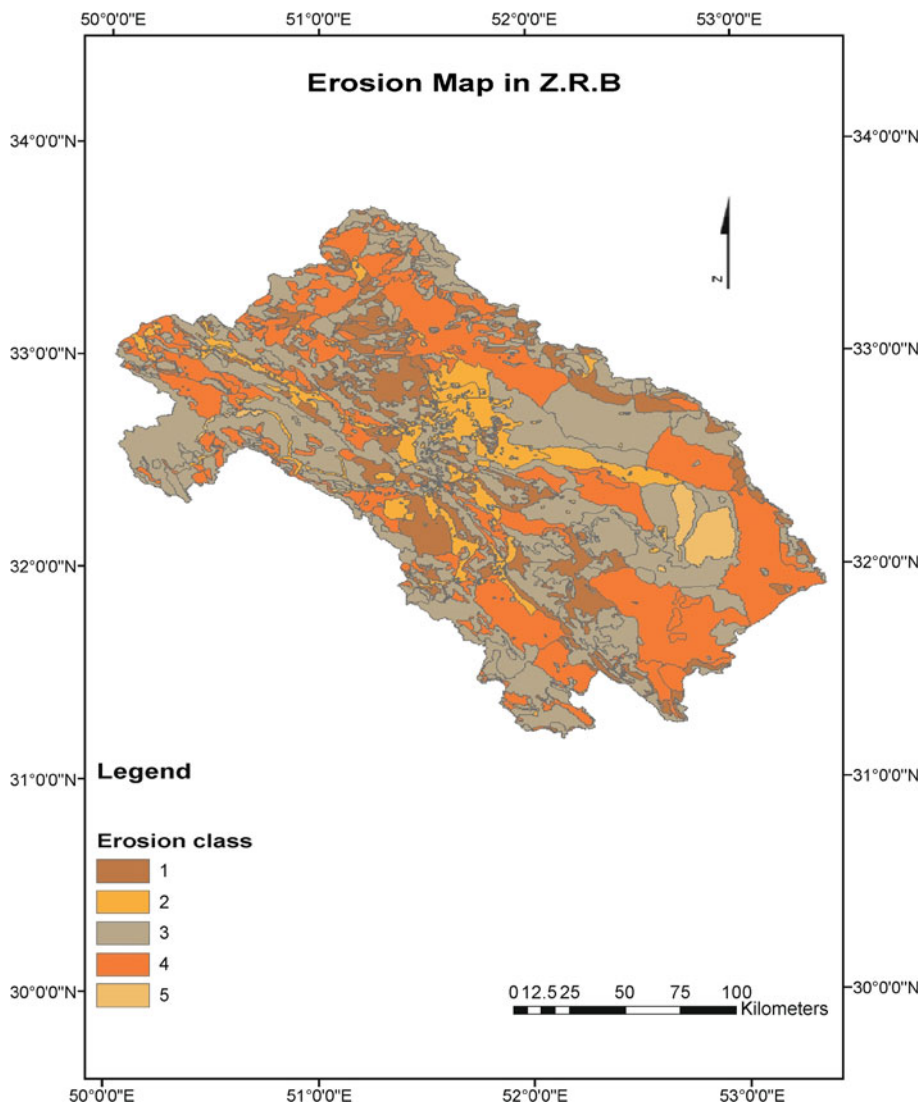 50°0'0"E 51°0'0"E 52°0'0"E 53°0'0"E
Erosion Map in Z.R.B
34°0'0"N 34°0'0"N
N
33°0'0"N 33°0'0"N
32°0'0"N 32°0'0"N
31°0'0"N 31°0'0"N
Legend
Erosion class
1
2
3
4
5
30°0'0"N 30°0'0"N
0 12.5 25 50 75 100
Kilometers
50°0'0"E 51°0'0"E 52°0'0"E 53°0'0"E